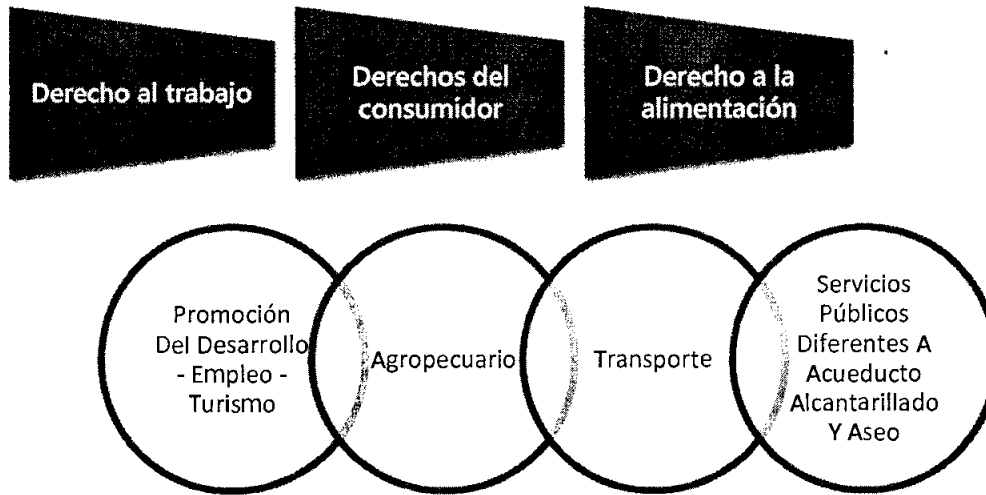 Derecho al trabajo
Derechos del
consumidor
Derecho a la
alimentación
Promoción
Del Desarrollo
- Empleo -
Turismo
Agropecuario
Transporte
Servicios
Públicos
Diferentes A
Acueducto
Alcantarillado
Y Aseo